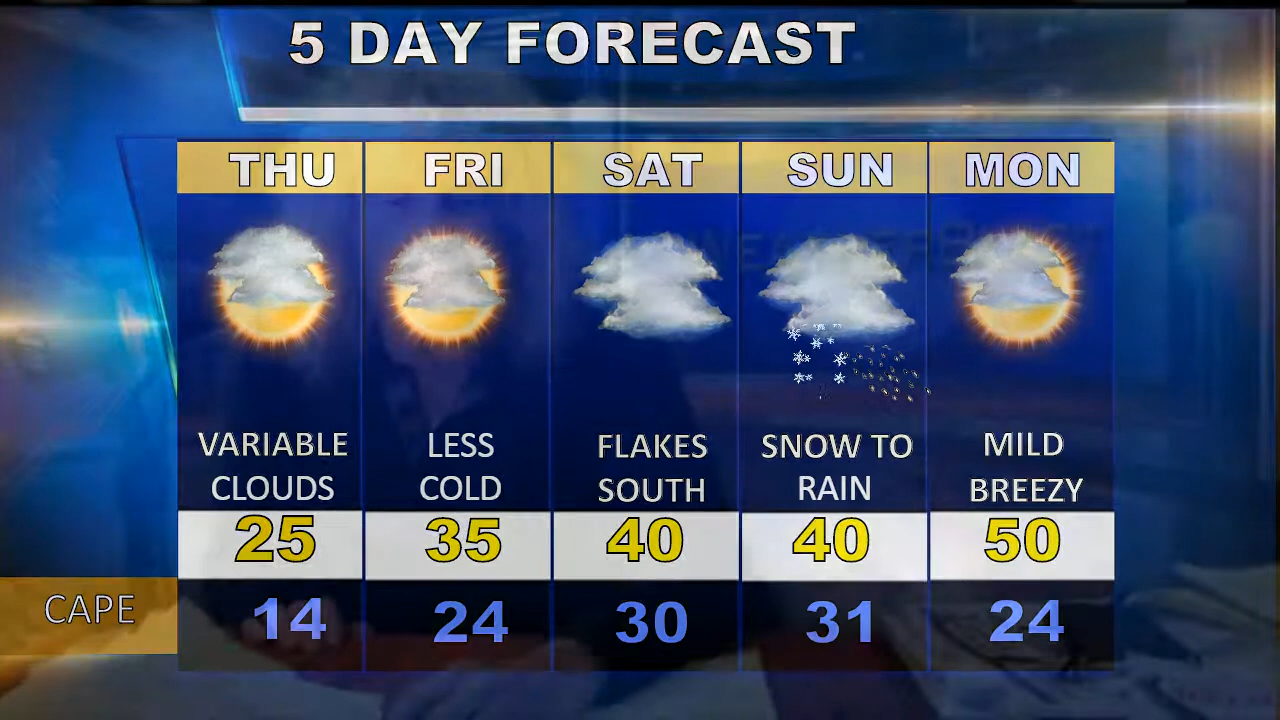 5 DAY FORECAST
THU FRI SAT SUN MON
VARIABLE CLOUDS
LESS COLD
FLAKES SOUTH
SNOW TO RAIN
MILD BREEZY
25 35 40 40 50
CAPE 14 24 30 31 24